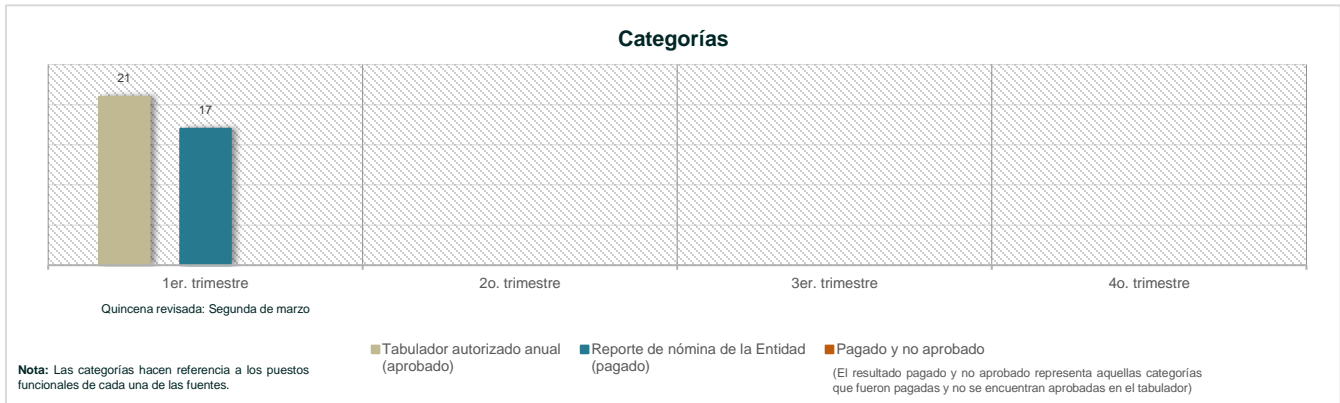 Categorías
21
17
1er. trimestre
2o. trimestre
3er. trimestre
4o. trimestre
Quincena revisada: Segunda de marzo
Tabulador autorizado anual
(aprobado)
Reporte de nómina de la Entidad
(pagado)
Pagado y no aprobado
(El resultado pagado y no aprobado representa aquellas categorías
que fueron pagadas y no se encuentran aprobadas en el tabulador)
Nota: Las categorías hacen referencia a los puestos
funcionales de cada una de las fuentes.